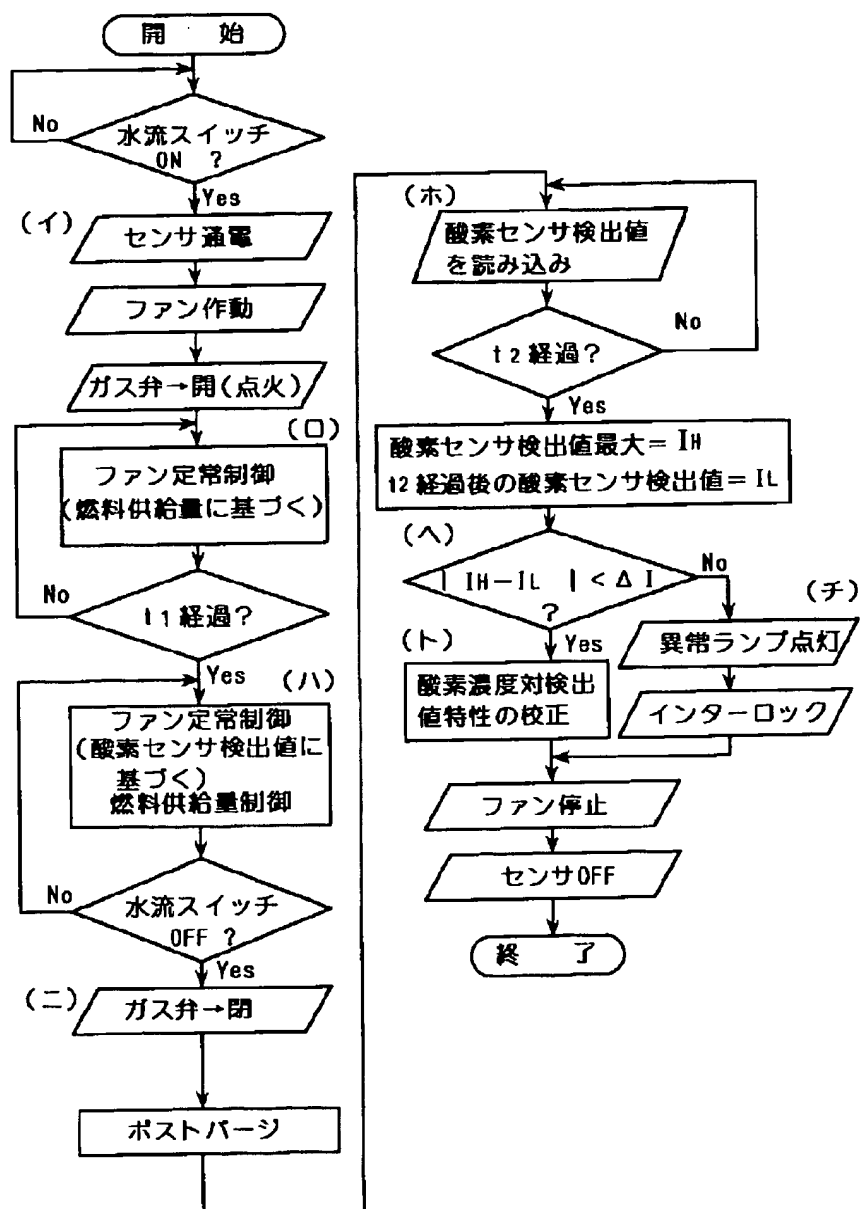 開 始
No
水流スイッチ
ON ?
Yes
(イ)
センサ通電
ファン作動
ガス弁→開(点火)
(ロ)
ファン定常制御
(燃料供給量に基づく)
No
t1経過?
Yes
(ハ)
ファン定常制御
(酸素センサ検出値に
基づく)
燃料供給量制御
No
水流スイッチ
OFF ?
Yes
(ニ)
ガス弁→閉
ポストパージ
(ホ)
酸素センサ検出値
を読み込み
No
t2経過?
Yes
酸素センサ検出値最大=IH
t2経過後の酸素センサ検出値=IL
(ヘ)
| IH-IL | < Δ I
?
No
Yes
(チ)
異常ランプ点灯
インターロック
(ト)
酸素濃度対検出
値特性の校正
ファン停止
センサOFF
終 了